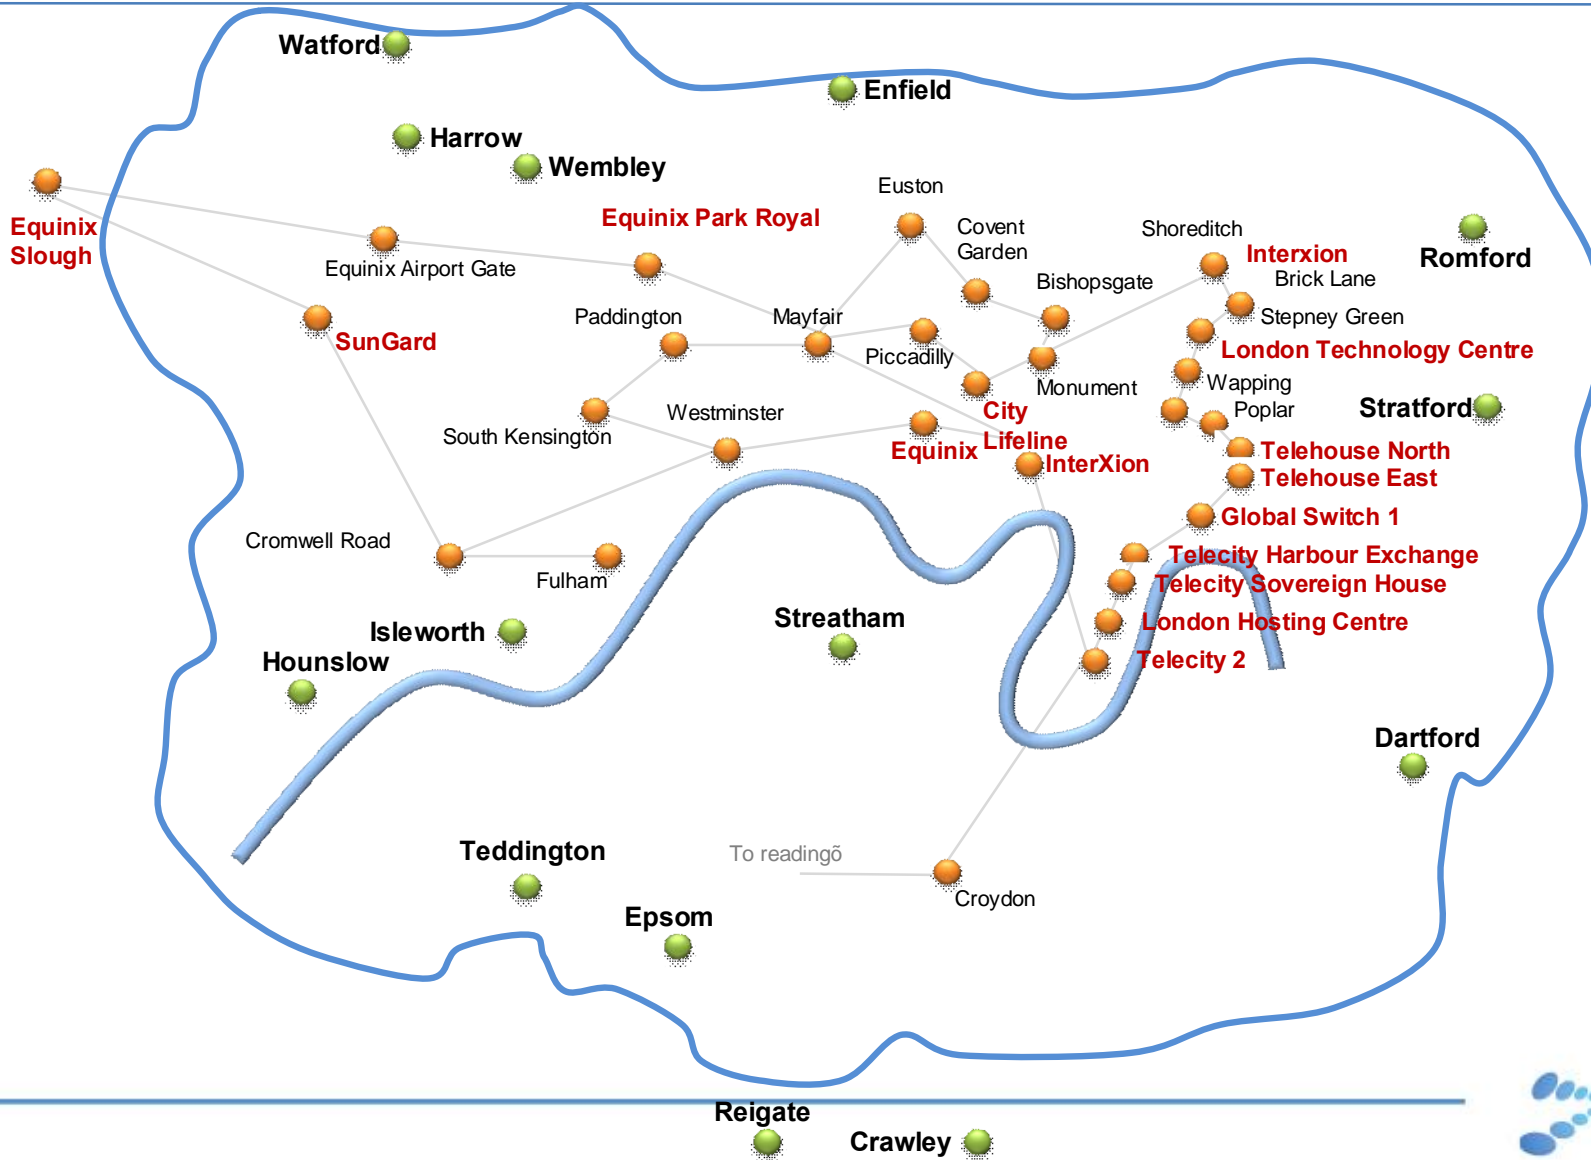 Watford
Enfield
Harrow
Wembley
Euston
Equinix Park Royal
Covent
Garden
Shoreditch
Equinix
Slough
Interxion
Romford
Equinix Airport Gate
Brick Lane
Bishopsgate
Paddington
Mayfair
Stepney Green
SunGard
Piccadilly
London Technology Centre
Monument
Wapping
Westminster
City
Lifeline
Poplar
Stratford
South Kensington
Equinix
InterXion
Telehouse North
Telehouse East
Global Switch 1
Cromwell Road
Telecity Harbour Exchange
Fulham
Telecity Sovereign House
Streatham
London Hosting Centre
Isleworth
Hounslow
Telecity 2
Dartford
Teddington
To readingõ
Croydon
Epsom
Reigate
Crawley